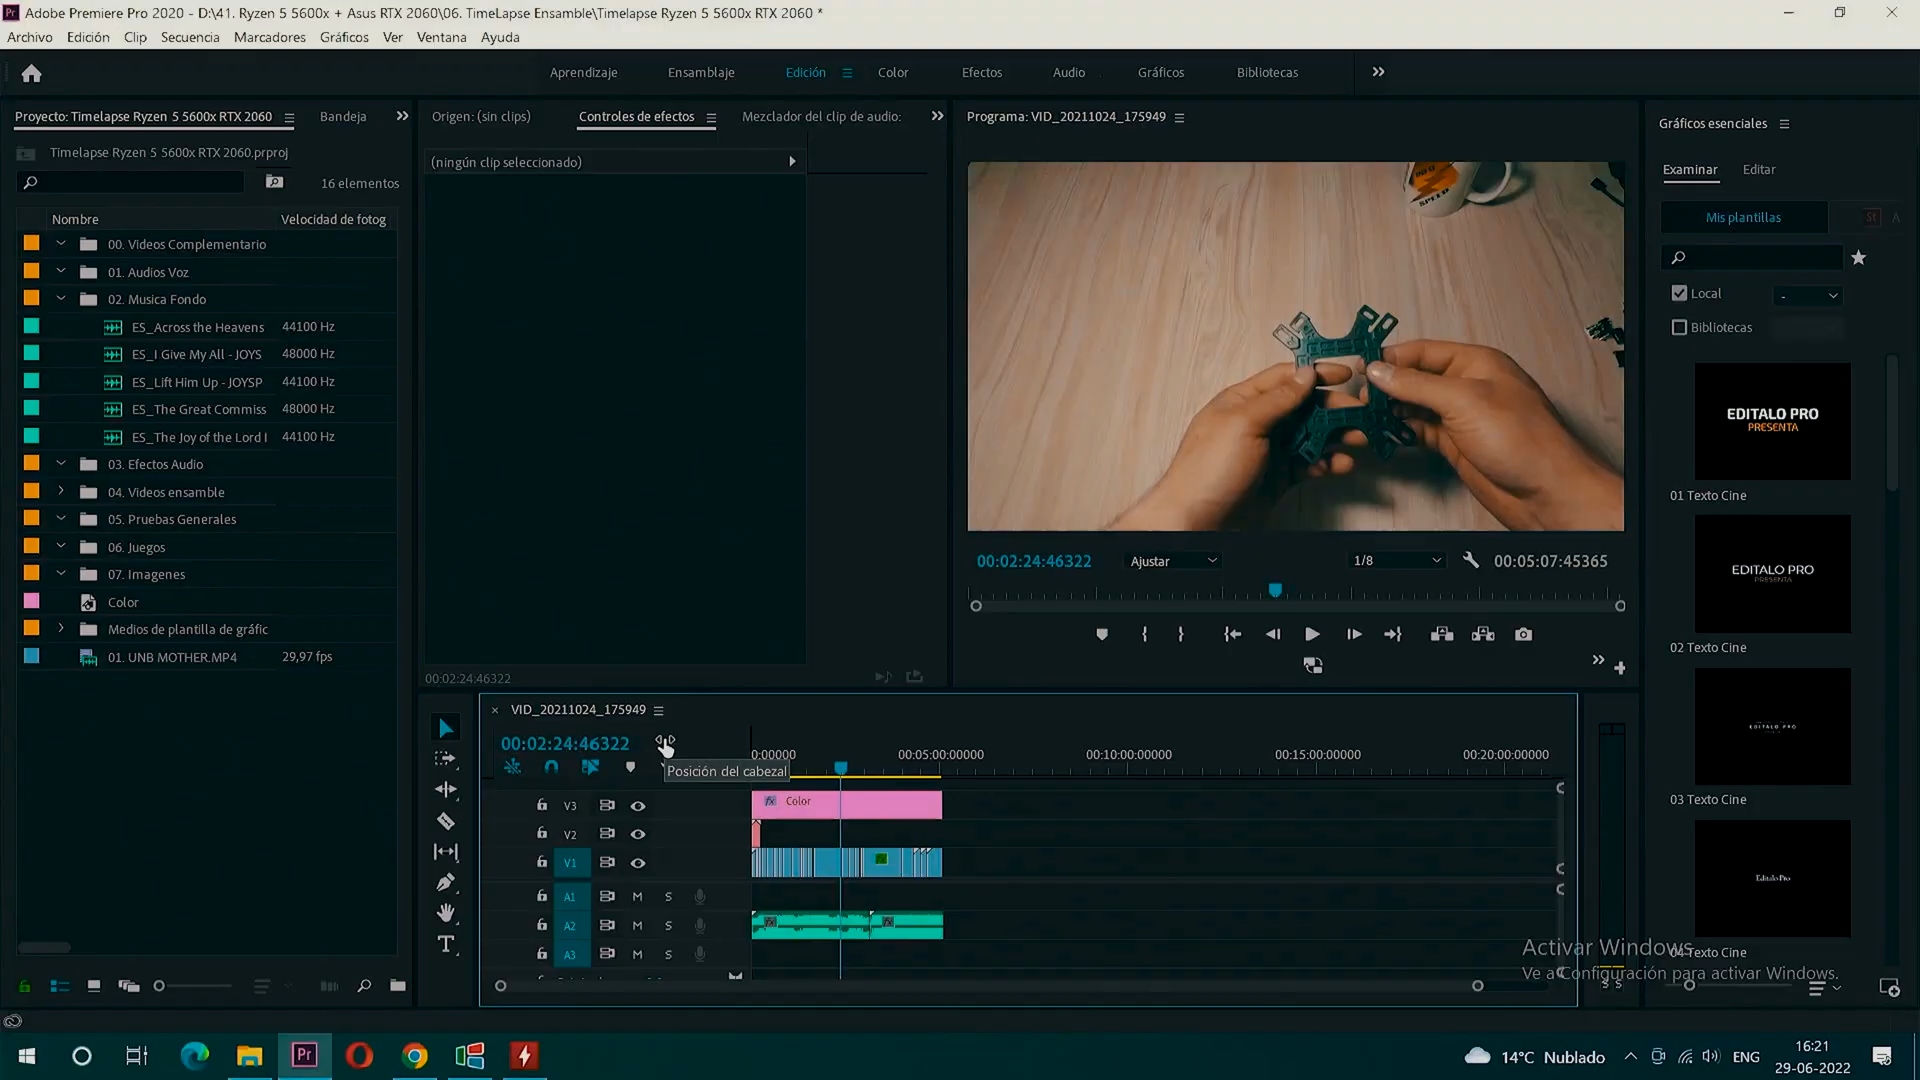 Adobe Premiere Pro 2020 - D:\41. Ryzen 5 5600x + Asus RTX 2060\06. TimeLapse Ensamble\Timelapse Ryzen 5 5600x RTX 2060 *
Archivo Edición Clip Secuencia Marcadores Gráficos Ver Ventana Ayuda
Aprendizaje Ensamblaje Edición Color Efectos Audio Gráficos Bibliotecas
Proyecto: Timelapse Ryzen 5 5600x RTX 2060 Bandeja
Timelapse Ryzen 5 5600x RTX 2060.prproj
16 elementos
Nombre Velocidad de fotog
00. Videos Complementario
01. Audios Voz
02. Musica Fondo
ES_Across the Heavens 44100 Hz
ES_I Give My All - JOYS 48000 Hz
ES_Lift Him Up - JOYSP 44100 Hz
ES_The Great Commiss 48000 Hz
ES_The Joy of the Lord I 44100 Hz
03. Efectos Audio
04. Videos ensamble
05. Pruebas Generales
06. Juegos
07. Imagenes
Color
Medios de plantilla de gráfic
01. UNB MOTHER.MP4 29,97 fps
Origen: (sin clips) Controles de efectos Mezclador del clip de audio:
(ningún clip seleccionado)
00:02:24:46322
Programa: VID_20211024_175949
SPEED
00:02:24:46322 Ajustar 1/8 00:05:07:45365
Gráficos esenciales
Examinar Editar
Mis plantillas St A
Local -
Bibliotecas
EDITALO PRO
PRESENTA
01 Texto Cine
EDITALO PRO
PRESENTA
02 Texto Cine
EDITALO PRO
03 Texto Cine
Editalo Pro
04 Texto Cine
VID_20211024_175949
00:02:24:46322
0:00000 00:05:00:00000 00:10:00:00000 00:15:00:00000 00:20:00:00000
Posición del cabezal
V3 fx Color
V2
V1
A1 M S
A2 M S
A3 M S
S S
Activar Windows
Ve a Configuración para activar Windows.
Pr
14°C Nublado ENG
16:21
29-06-2022